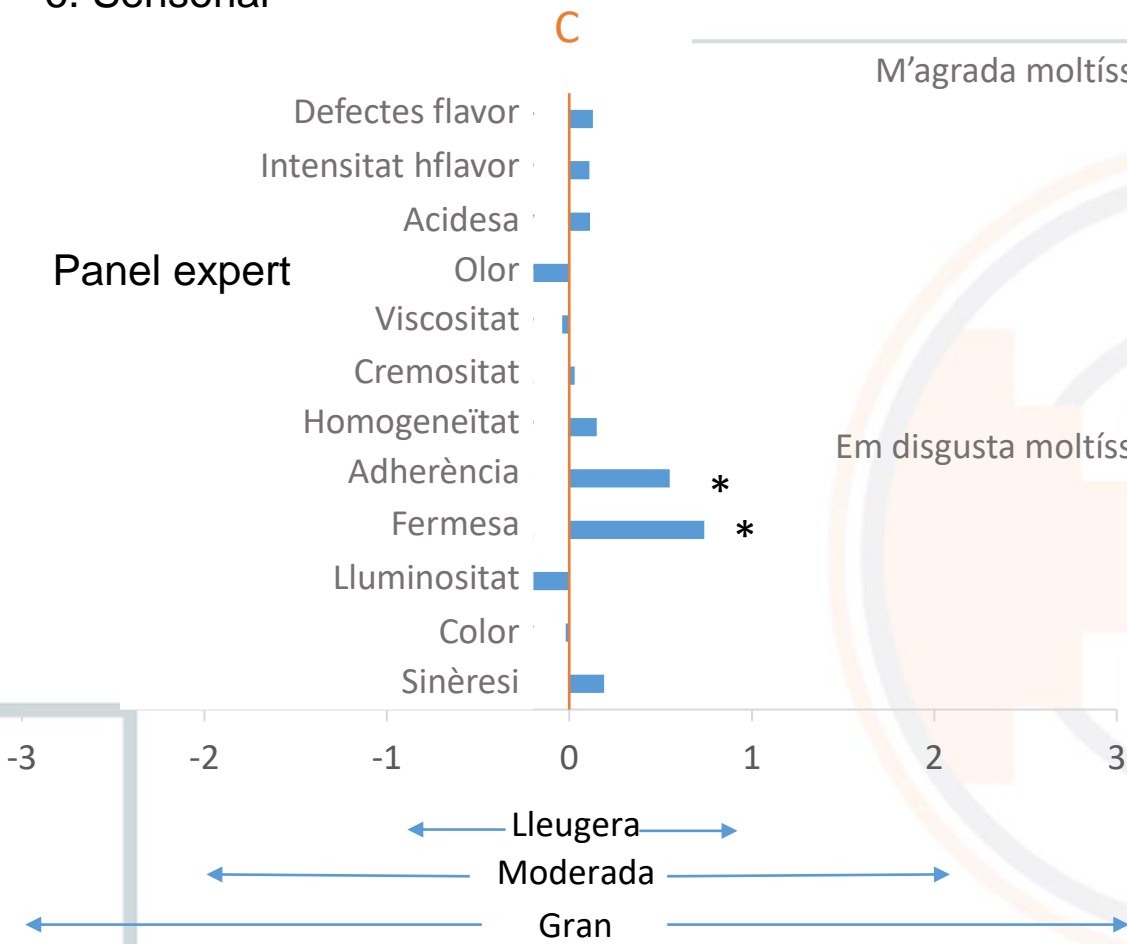 C
M'agrada moltíss
Defectes flavor
Intensitat hflavor
Acidesa
Panel expert
Olor
Viscositat
Cremositat
Homogeneïtat
Em disgusta moltíss
Adherència *
Fermesa *
Lluminositat
Color
Sinèresi
-3 -2 -1 0 1 2 3
Lleugera
Moderada
Gran